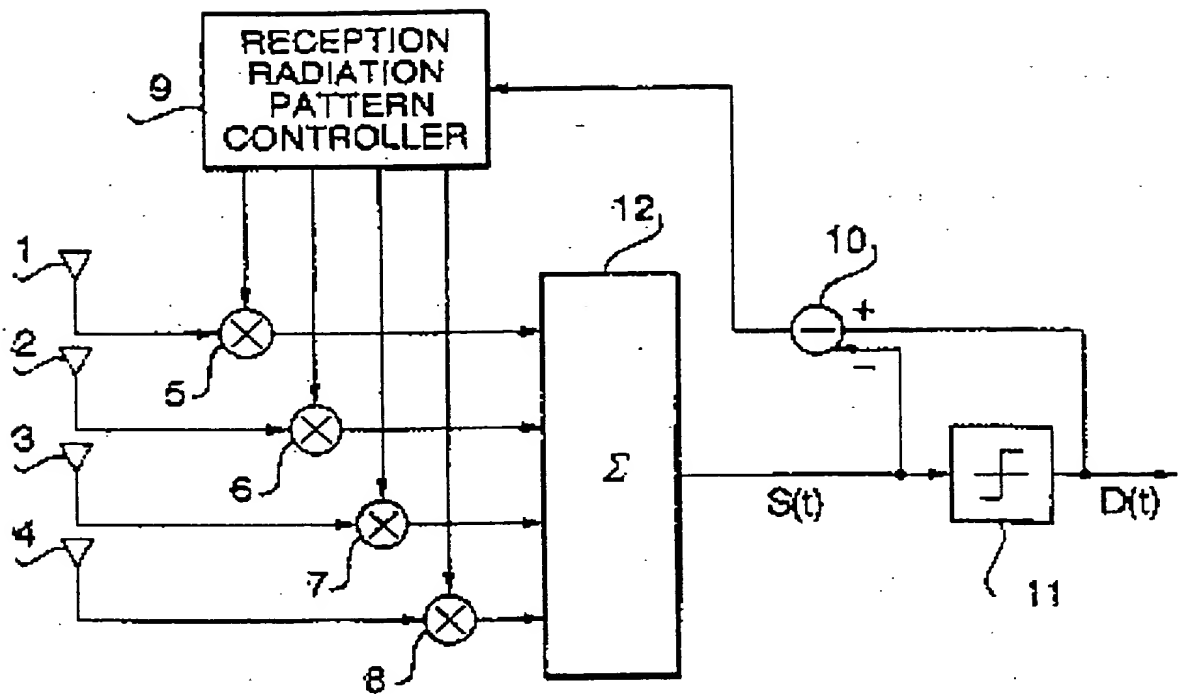 RECEPTION
RADIATION
PATTERN
CONTROLLER
9
12
1
10
+
−
−
2
5
3
6
Σ
S(t)
D(t)
4
7
11
8